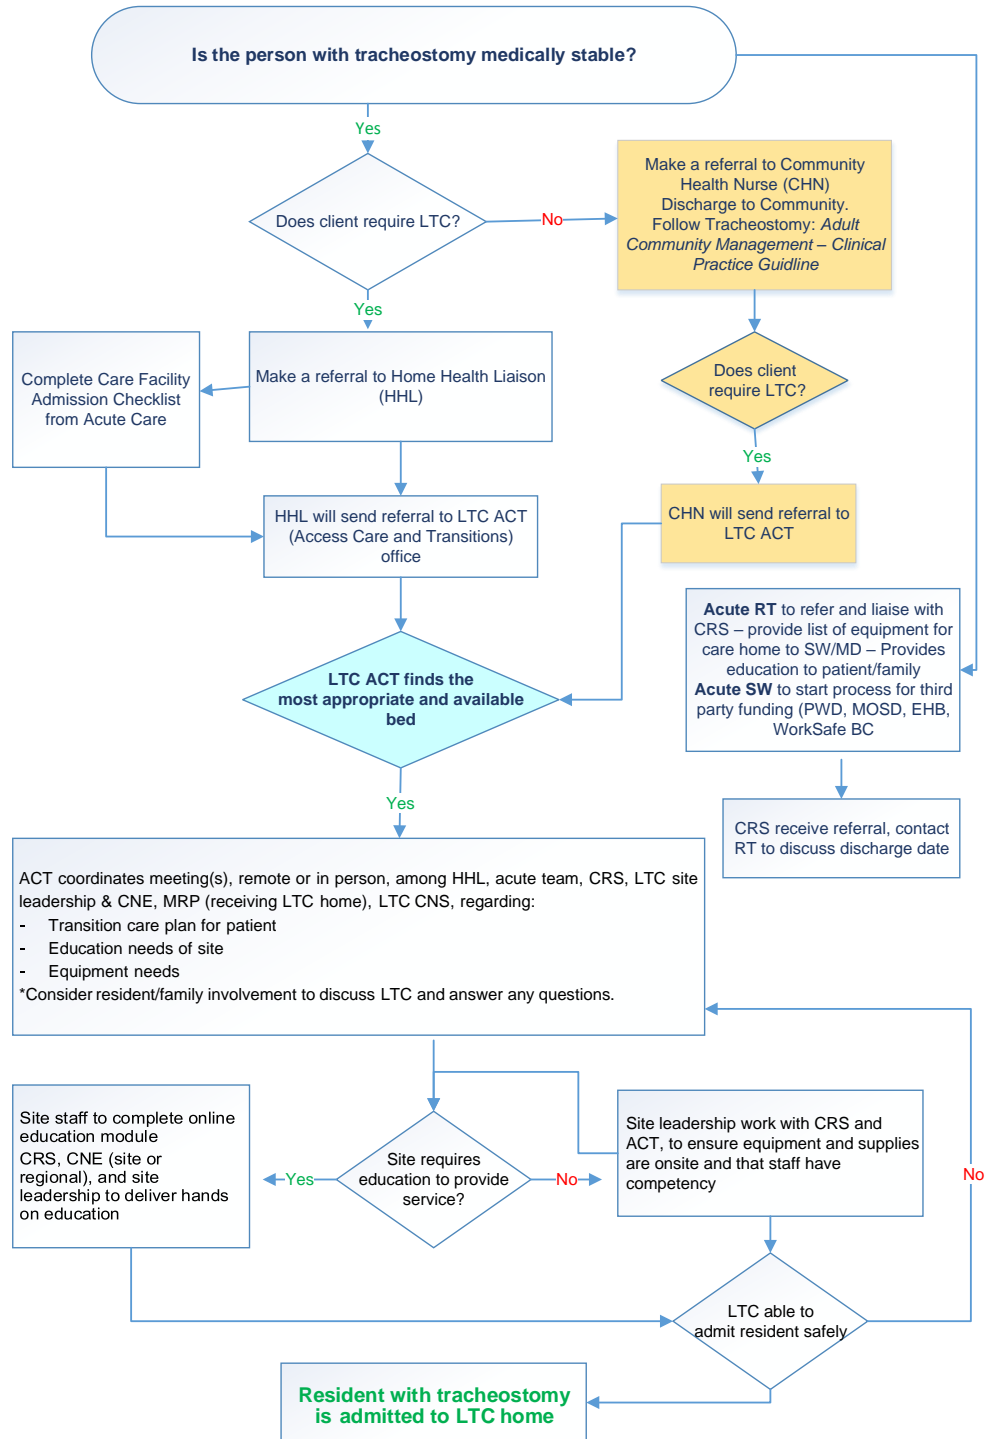 Is the person with tracheostomy medically stable?
Yes
Does client require LTC?
No
Make a referral to Community
Health Nurse (CHN)
Discharge to Community.
Follow Tracheostomy: Adult
Community Management – Clinical
Practice Guidline
Yes
Complete Care Facility
Admission Checklist
from Acute Care
Make a referral to Home Health Liaison
(HHL)
Does client
require LTC?
Yes
HHL will send referral to LTC ACT
(Access Care and Transitions)
office
CHN will send referral to
LTC ACT
Acute RT to refer and liaise with
CRS – provide list of equipment for
care home to SW/MD – Provides
education to patient/family
Acute SW to start process for third
party funding (PWD, MOSD, EHB,
WorkSafe BC
LTC ACT finds the
most appropriate and available
bed
Yes
CRS receive referral, contact
RT to discuss discharge date
ACT coordinates meeting(s), remote or in person, among HHL, acute team, CRS, LTC site
leadership & CNE, MRP (receiving LTC home), LTC CNS, regarding:
- Transition care plan for patient
- Education needs of site
- Equipment needs
*Consider resident/family involvement to discuss LTC and answer any questions.
Site staff to complete online
education module
CRS, CNE (site or
regional), and site
leadership to deliver hands
on education
Yes
Site requires
education to provide
service?
No
Site leadership work with CRS and
ACT, to ensure equipment and supplies
are onsite and that staff have
competency
No
LTC able to
admit resident safely
Resident with tracheostomy
is admitted to LTC home